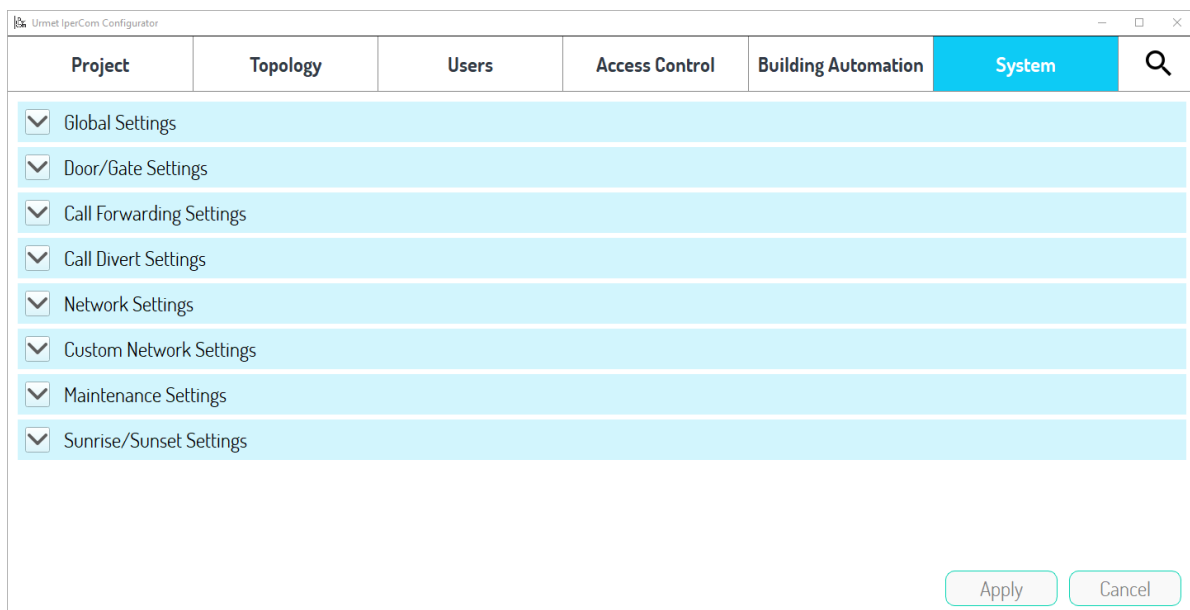 Urmet IperCom Configurator
Project Topology Users Access Control Building Automation System
Global Settings
Door/Gate Settings
Call Forwarding Settings
Call Divert Settings
Network Settings
Custom Network Settings
Maintenance Settings
Sunrise/Sunset Settings
Apply Cancel